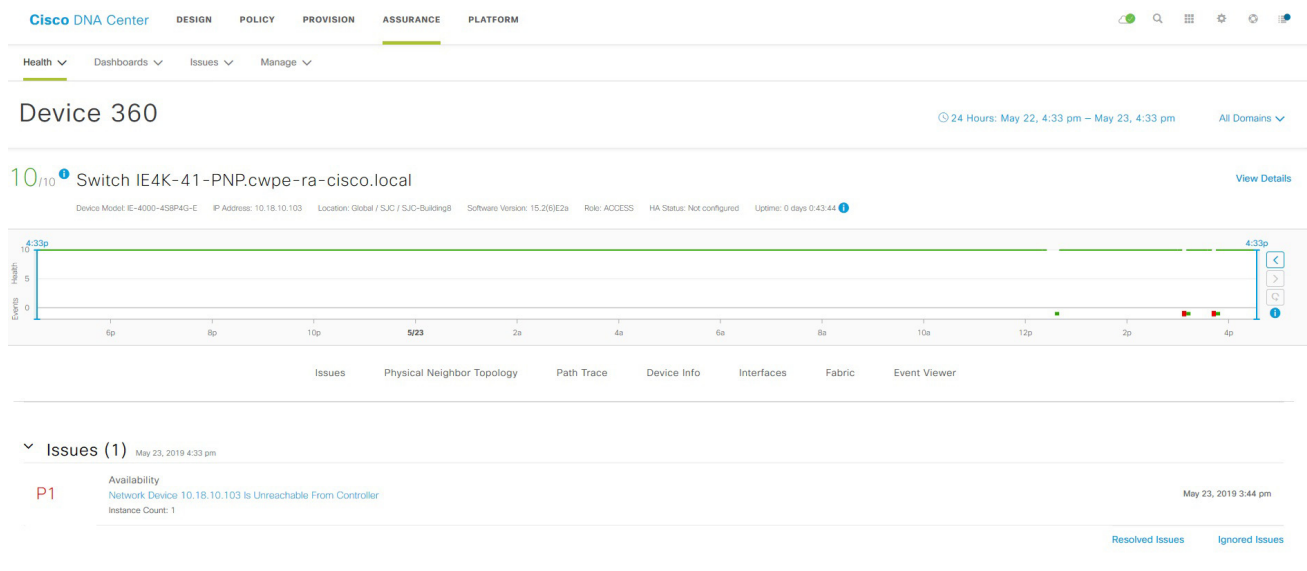 Cisco DNA Center DESIGN POLICY PROVISION ASSURANCE PLATFORM
Health Dashboards Issues Manage
Device 360
24 Hours: May 22, 4:33 pm – May 23, 4:33 pm All Domains
10/10 i Switch IE4K-41-PNP.cwpe-ra-cisco.local View Details
Device Model: IE-4000-4S8P4G-E IP Address: 10.18.10.103 Location: Global / SJC / SJC-Building8 Software Version: 15.2(6)E2a Role: ACCESS HA Status: Not configured Uptime: 0 days 0:43:44 i
4:33p 4:33p
10
Health
5
Events
0
i
6p 8p 10p 5/23 2a 4a 6a 8a 10a 12p 2p 4p
Issues Physical Neighbor Topology Path Trace Device Info Interfaces Fabric Event Viewer
Issues (1) May 23, 2019 4:33 pm
Availability
P1 Network Device 10.18.10.103 Is Unreachable From Controller May 23, 2019 3:44 pm
Instance Count: 1
Resolved Issues Ignored Issues